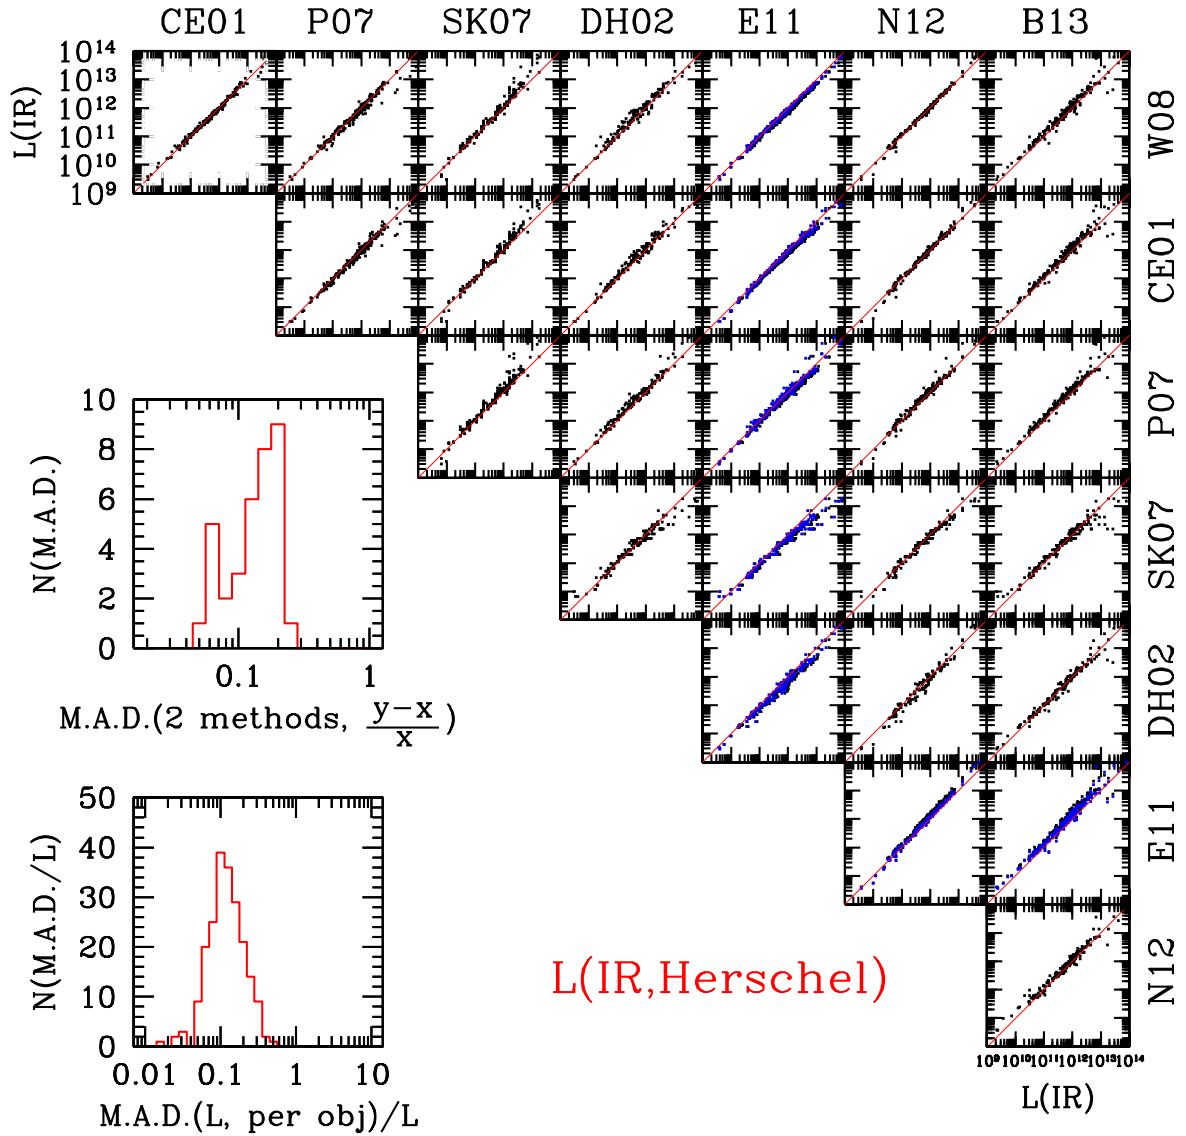 CE01 P07 SK07 DH02 E11 N12 B13
10^14
10^13
10^12
10^11
10^10
10^9
L(IR)
W08
CE01
P07
SK07
DH02
E11
N12
10
8
6
4
2
0
N(M.A.D.)
0.1 1
M.A.D.(2 methods, y−x/x)
50
40
30
20
10
0
N(M.A.D./L)
0.01 0.1 1 10
M.A.D.(L, per obj)/L
L(IR,Herschel)
10^9 10^10 10^11 10^12 10^13 10^14
L(IR)